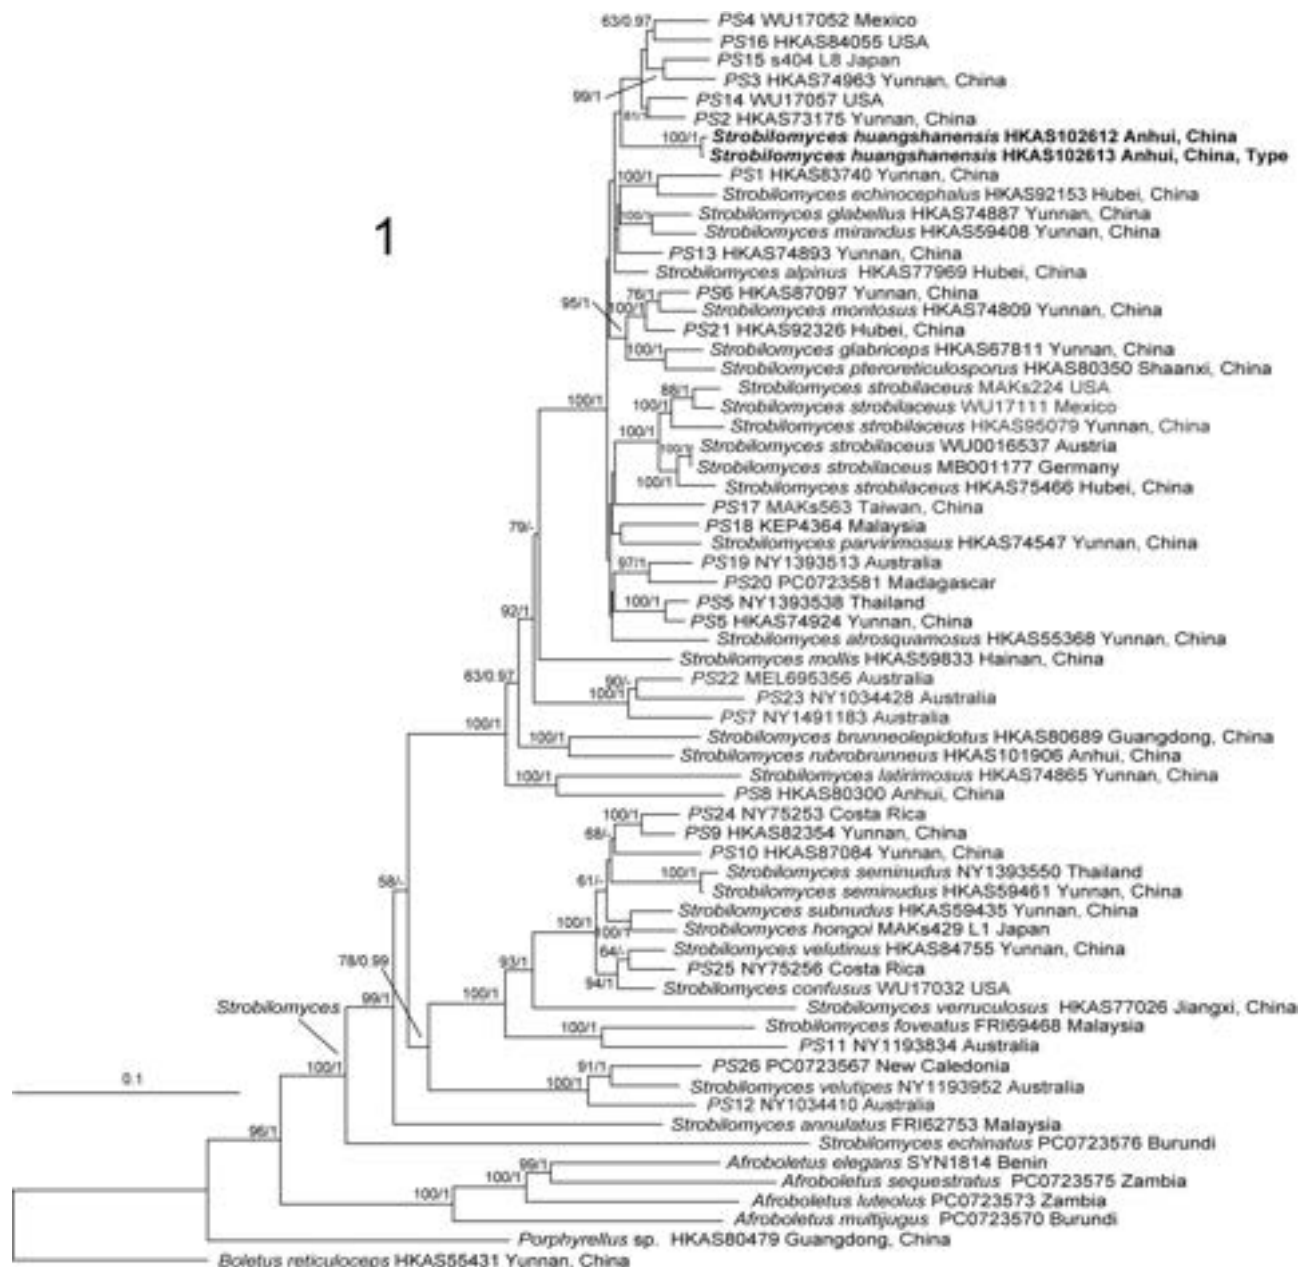 63/0.97
PS4 WU17052 Mexico
PS16 HKAS84055 USA
PS15 s404 L8 Japan
PS3 HKAS74963 Yunnan, China
99/1
PS14 WU17057 USA
81/1
PS2 HKAS73175 Yunnan, China
100/1
Strobilomyces huangshanensis HKAS102612 Anhui, China
Strobilomyces huangshanensis HKAS102613 Anhui, China, Type
PS1 HKAS83740 Yunnan, China
100/1
Strobilomyces echinocephalus HKAS92153 Hubei, China
1
Strobilomyces glabellus HKAS74887 Yunnan, China
100/1
Strobilomyces mirandus HKAS59408 Yunnan, China
PS13 HKAS74893 Yunnan, China
Strobilomyces alpinus HKAS77969 Hubei, China
76/1
PS6 HKAS87097 Yunnan, China
95/1
100/1
Strobilomyces montosus HKAS74809 Yunnan, China
PS21 HKAS92326 Hubei, China
100/1
Strobilomyces glabriceps HKAS67811 Yunnan, China
Strobilomyces pteroreticulosporus HKAS80350 Shaanxi, China
88/1
Strobilomyces strobilaceus MAKs224 USA
100/1
100/1
Strobilomyces strobilaceus WU17111 Mexico
Strobilomyces strobilaceus HKAS95079 Yunnan, China
100/1
100/1
Strobilomyces strobilaceus WU0016537 Austria
Strobilomyces strobilaceus MB001177 Germany
100/1
Strobilomyces strobilaceus HKAS75466 Hubei, China
PS17 MAKs563 Taiwan, China
79/-
PS18 KEP4364 Malaysia
Strobilomyces parvirimosus HKAS74547 Yunnan, China
97/1
PS19 NY1393513 Australia
PS20 PC0723581 Madagascar
92/1
100/1
PS5 NY1393538 Thailand
PS5 HKAS74924 Yunnan, China
Strobilomyces atrosquamosus HKAS55368 Yunnan, China
Strobilomyces mollis HKAS59833 Hainan, China
63/0.97
90/-
PS22 MEL695356 Australia
100/1
PS23 NY1034428 Australia
PS7 NY1491183 Australia
100/1
100/1
Strobilomyces brunneolepidotus HKAS80689 Guangdong, China
Strobilomyces rubrobrunneus HKAS101906 Anhui, China
100/1
Strobilomyces latirimosus HKAS74865 Yunnan, China
PS8 HKAS80300 Anhui, China
100/1
PS24 NY75253 Costa Rica
68/-
PS9 HKAS82354 Yunnan, China
PS10 HKAS87084 Yunnan, China
58/-
61/-
100/1
Strobilomyces seminudus NY1393550 Thailand
Strobilomyces seminudus HKAS59461 Yunnan, China
Strobilomyces subnudus HKAS59435 Yunnan, China
100/1
100/1
Strobilomyces hongoi MAKs429 L1 Japan
64/-
Strobilomyces velutinus HKAS84755 Yunnan, China
78/0.99
93/1
PS25 NY75256 Costa Rica
94/1
Strobilomyces confusus WU17032 USA
Strobilomyces
99/1
100/1
Strobilomyces verruculosus HKAS77026 Jiangxi, China
100/1
Strobilomyces foveatus FRI69468 Malaysia
PS11 NY1193834 Australia
100/1
91/1
PS26 PC0723567 New Caledonia
0.1
100/1
Strobilomyces velutipes NY1193952 Australia
PS12 NY1034410 Australia
Strobilomyces annulatus FRI62753 Malaysia
96/1
Strobilomyces echinatus PC0723576 Burundi
99/1
Afroboletus elegans SYN1814 Benin
100/1
Afroboletus sequestratus PC0723575 Zambia
100/1
Afroboletus luteolus PC0723573 Zambia
Afroboletus multijugus PC0723570 Burundi
Porphyrellus sp. HKAS80479 Guangdong, China
Boletus reticuloceps HKAS55431 Yunnan, China